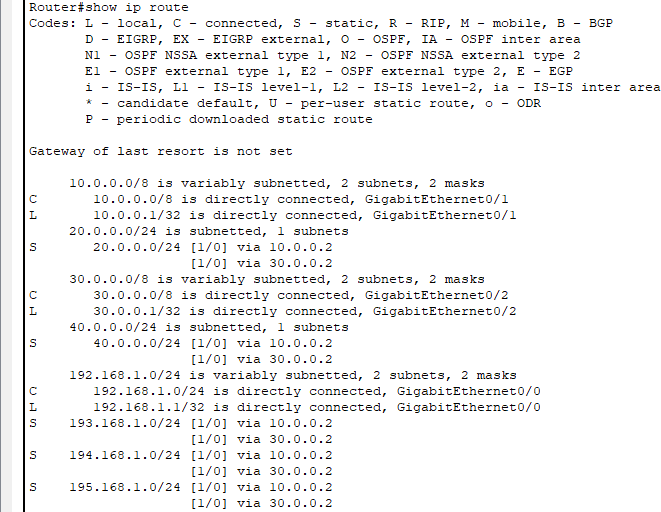 Router#show ip route
Codes: L - local, C - connected, S - static, R - RIP, M - mobile, B - BGP
       D - EIGRP, EX - EIGRP external, O - OSPF, IA - OSPF inter area
       N1 - OSPF NSSA external type 1, N2 - OSPF NSSA external type 2
       E1 - OSPF external type 1, E2 - OSPF external type 2, E - EGP
       i - IS-IS, L1 - IS-IS level-1, L2 - IS-IS level-2, ia - IS-IS inter area
       * - candidate default, U - per-user static route, o - ODR
       P - periodic downloaded static route

Gateway of last resort is not set

     10.0.0.0/8 is variably subnetted, 2 subnets, 2 masks
C       10.0.0.0/8 is directly connected, GigabitEthernet0/1
L       10.0.0.1/32 is directly connected, GigabitEthernet0/1
     20.0.0.0/24 is subnetted, 1 subnets
S       20.0.0.0/24 [1/0] via 10.0.0.2
                    [1/0] via 30.0.0.2
     30.0.0.0/8 is variably subnetted, 2 subnets, 2 masks
C       30.0.0.0/8 is directly connected, GigabitEthernet0/2
L       30.0.0.1/32 is directly connected, GigabitEthernet0/2
     40.0.0.0/24 is subnetted, 1 subnets
S       40.0.0.0/24 [1/0] via 10.0.0.2
                    [1/0] via 30.0.0.2
     192.168.1.0/24 is variably subnetted, 2 subnets, 2 masks
C       192.168.1.0/24 is directly connected, GigabitEthernet0/0
L       192.168.1.1/32 is directly connected, GigabitEthernet0/0
S    193.168.1.0/24 [1/0] via 10.0.0.2
                    [1/0] via 30.0.0.2
S    194.168.1.0/24 [1/0] via 10.0.0.2
                    [1/0] via 30.0.0.2
S    195.168.1.0/24 [1/0] via 10.0.0.2
                    [1/0] via 30.0.0.2